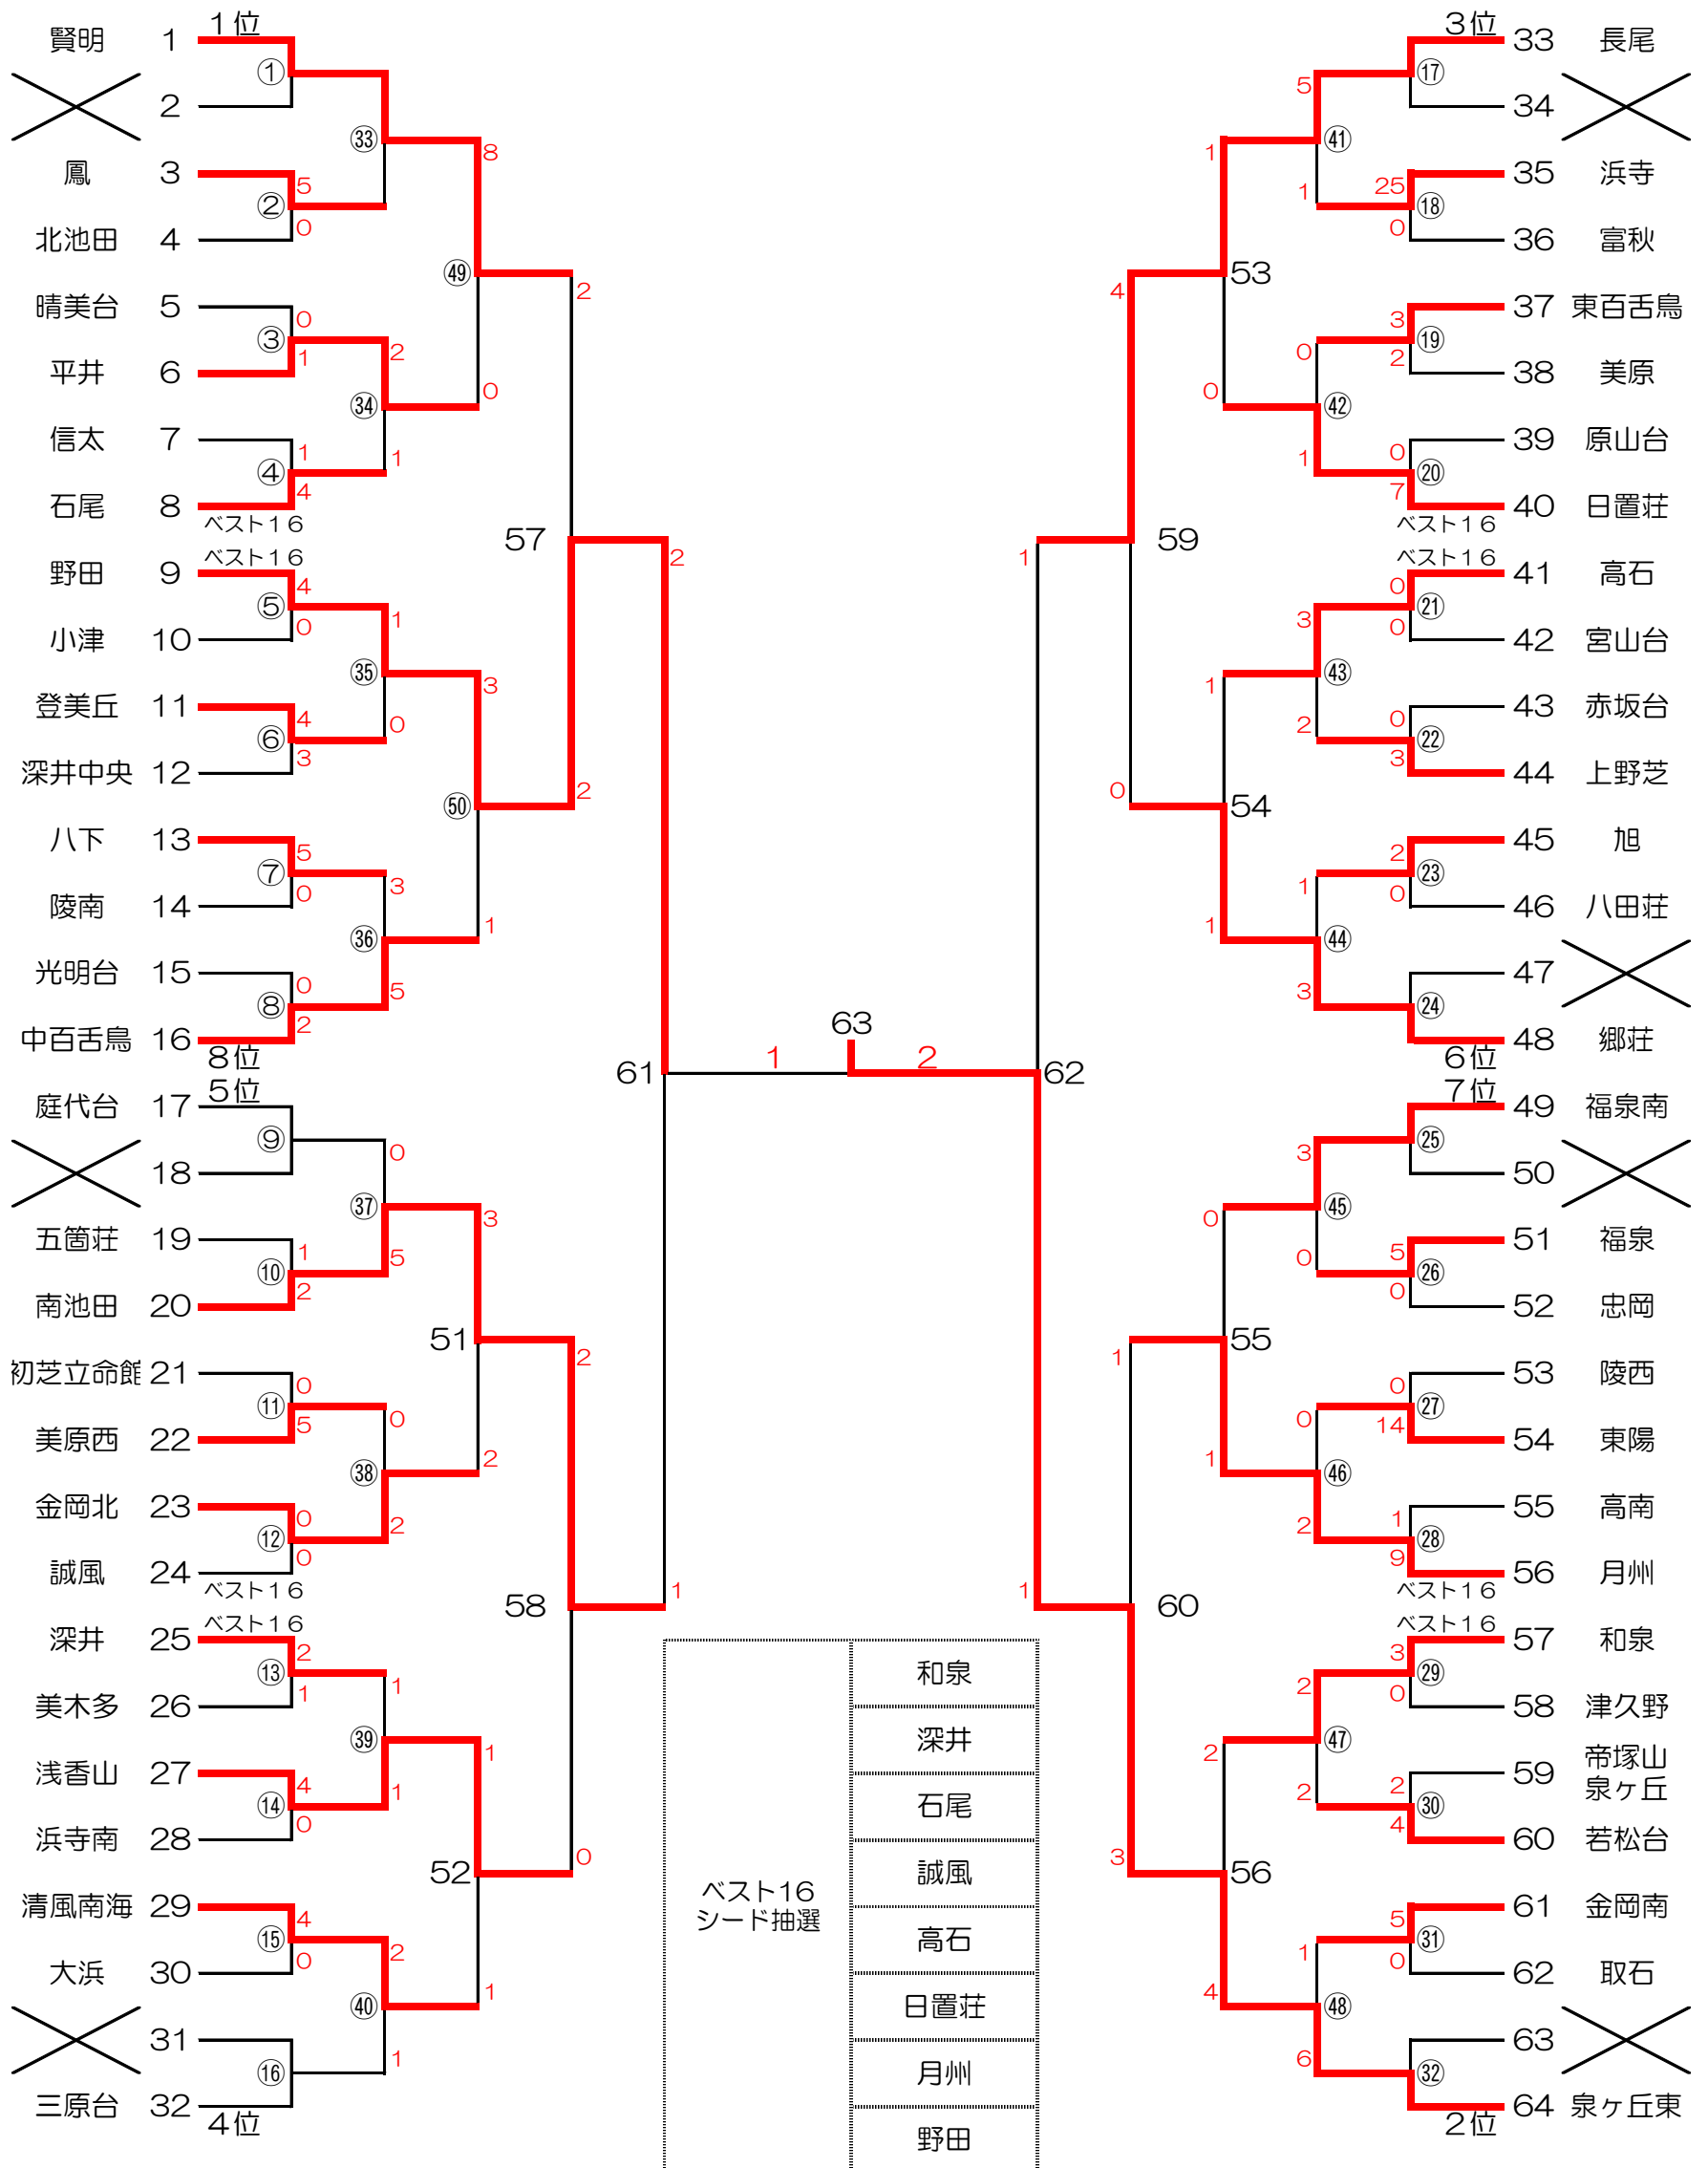 1位
賢明 1
①
2
㉝
8
鳳 3
5
②
0
北池田 4
㊾
2
晴美台 5
0
③
2
平井 6
1
㉞
0
信太 7
1
④
1
石尾 8
4
ベスト16
57
2
ベスト16
野田 9
4
⑤
1
小津 10
0
㉟
3
登美丘 11
4
⑥
0
深井中央 12
3
㊿
2
八下 13
5
⑦
3
陵南 14
0
㊱
1
光明台 15
0
⑧
5
中百舌鳥 16
2
8位
61
1
63
2
62
5位
庭代台 17
⑨
0
18
㊲
3
五箇荘 19
1
⑩
5
南池田 20
2
51
2
初芝立命館 21
0
⑪
0
美原西 22
5
㊳
2
金岡北 23
0
⑫
2
誠風 24
0
ベスト16
58
1
ベスト16
深井 25
2
⑬
1
美木多 26
1
㊴
1
浅香山 27
4
⑭
1
浜寺南 28
0
52
0
清風南海 29
4
⑮
2
大浜 30
0
㊵
1
31
⑯
1
三原台 32
4位
3位
33 長尾
⑰
5
34
㊶
1
35 浜寺
25
⑱
1
0
36 富秋
53
4
37 東百舌鳥
3
⑲
0
2
38 美原
㊷
0
39 原山台
0
⑳
1
7
40 日置荘
ベスト16
59
1
ベスト16
41 高石
0
㉑
3
0
42 宮山台
㊸
1
43 赤坂台
0
㉒
2
3
44 上野芝
54
0
45 旭
2
㉓
1
0
46 八田荘
㊹
1
47
㉔
3
48 郷荘
6位
7位
49 福泉南
㉕
3
50
㊺
0
51 福泉
5
㉖
0
0
52 忠岡
55
1
53 陵西
0
㉗
0
14
54 東陽
㊻
1
55 高南
1
㉘
2
9
56 月州
ベスト16
60
1
ベスト16
57 和泉
3
㉙
2
0
58 津久野
㊼
2
59 帝塚山
泉ヶ丘
2
㉚
2
4
60 若松台
56
3
61 金岡南
5
㉛
1
0
62 取石
㊽
4
63
㉜
6
64 泉ヶ丘東
2位
ベスト16
シード抽選
和泉
深井
石尾
誠風
高石
日置荘
月州
野田